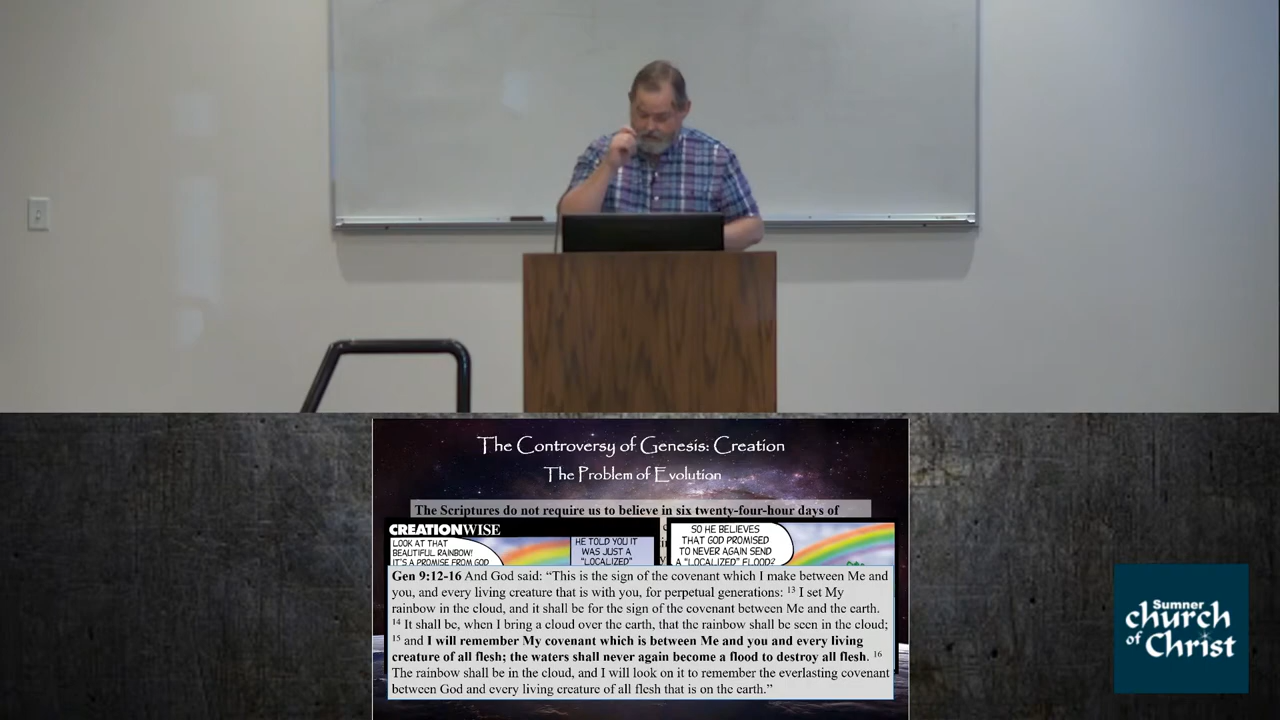 The Controversy of Genesis: Creation
The Problem of Evolution
The Scriptures do not require us to believe in six twenty-four-hour days of
CREATIONWISE
LOOK AT THAT
BEAUTIFUL RAINBOW!
IT'S A PROMISE FROM GOD
HE TOLD YOU IT
WAS JUST A
"LOCALIZED"
SO HE BELIEVES
THAT GOD PROMISED
TO NEVER AGAIN SEND
A "LOCALIZED" FLOOD?
Gen 9:12-16 And God said: “This is the sign of the covenant which I make between Me and
you, and every living creature that is with you, for perpetual generations: 13 I set My
rainbow in the cloud, and it shall be for the sign of the covenant between Me and the earth.
14 It shall be, when I bring a cloud over the earth, that the rainbow shall be seen in the cloud;
15 and I will remember My covenant which is between Me and you and every living
creature of all flesh; the waters shall never again become a flood to destroy all flesh. 16
The rainbow shall be in the cloud, and I will look on it to remember the everlasting covenant
between God and every living creature of all flesh that is on the earth.”
Sumner
church
of Christ